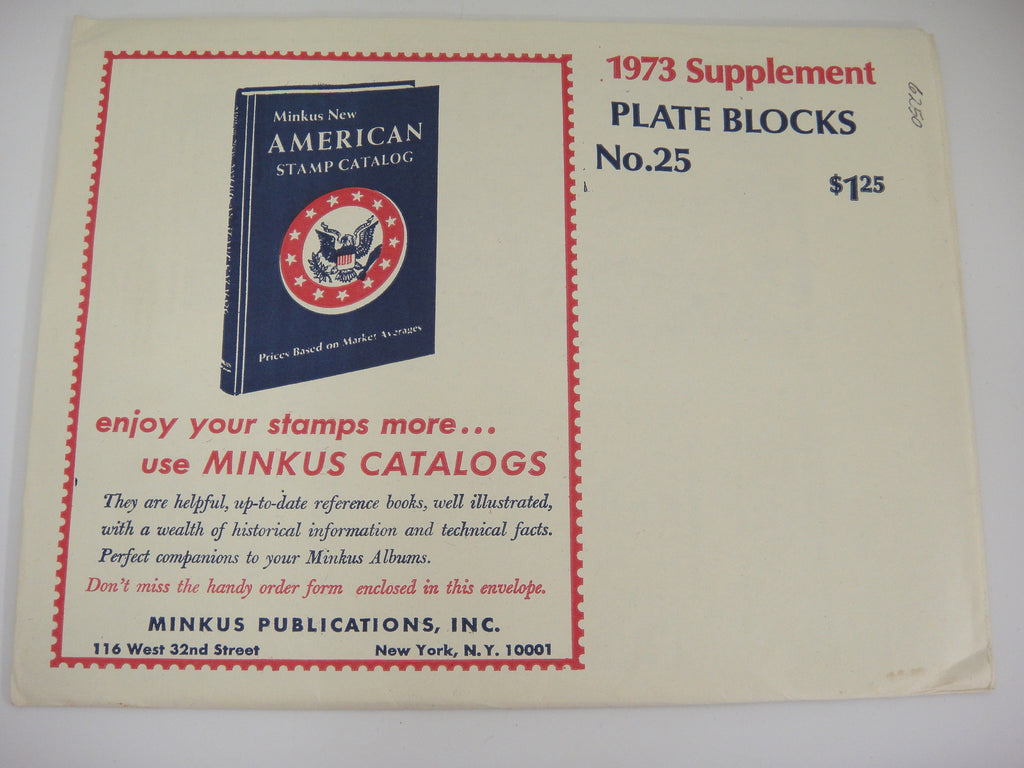 Minkus New
AMERICAN
STAMP CATALOG
Prices Based on Market Averages
enjoy your stamps more...
use MINKUS CATALOGS
They are helpful, up-to-date reference books, well illustrated,
with a wealth of historical information and technical facts.
Perfect companions to your Minkus Albums.
Don't miss the handy order form enclosed in this envelope.
MINKUS PUBLICATIONS, INC.
116 West 32nd Street New York, N.Y. 10001
1973 Supplement
PLATE BLOCKS
No.25
$1.25
6250